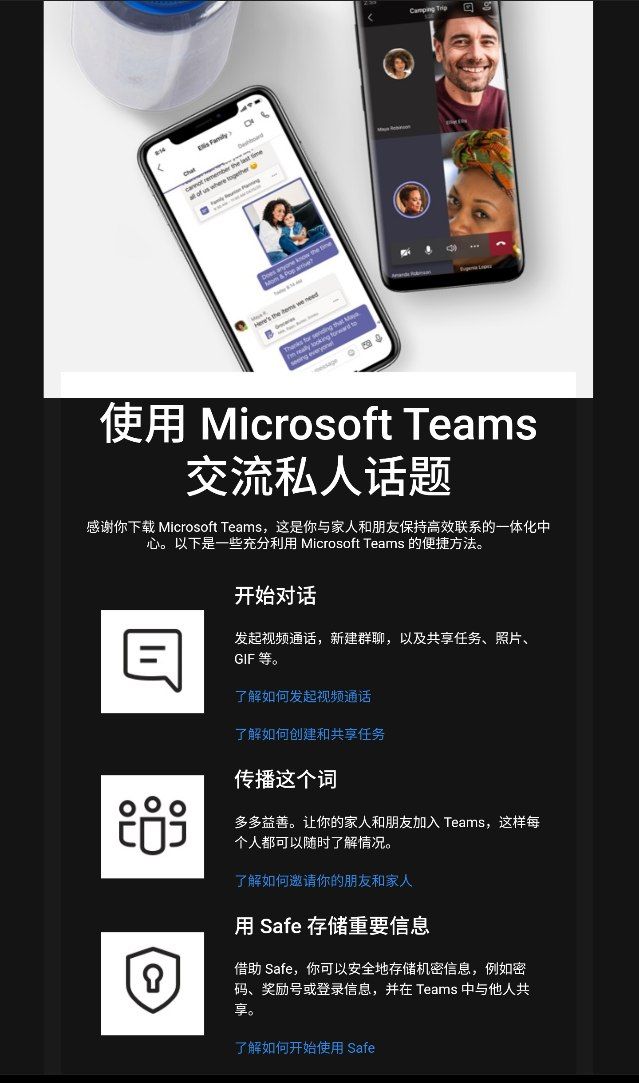 Camping Trip
Maya Robinson
Elliot Ellis
Amanda Robinson
Eugenia Lopez
8:14
Ellis Family
Chat
Dashboard
cannot remember the last time
all of us where together
Family Reunion Planning
Does anyone know the time
Mom & Pop arrive?
Today 8:14 AM
Maya R.
Here's the items we need
Groceries
Thanks for sending that Maya.
I'm really looking forward to
seeing everyone!
message
使用 Microsoft Teams
交流私人话题
感谢你下载 Microsoft Teams，这是你与家人和朋友保持高效联系的一体化中
心。以下是一些充分利用 Microsoft Teams 的便捷方法。
开始对话
发起视频通话，新建群聊，以及共享任务、照片、
GIF 等。
了解如何发起视频通话
了解如何创建和共享任务
传播这个词
多多益善。让你的家人和朋友加入 Teams，这样每
个人都可以随时了解情况。
了解如何邀请你的朋友和家人
用 Safe 存储重要信息
借助 Safe，你可以安全地存储机密信息，例如密
码、奖励号或登录信息，并在 Teams 中与他人共
享。
了解如何开始使用 Safe